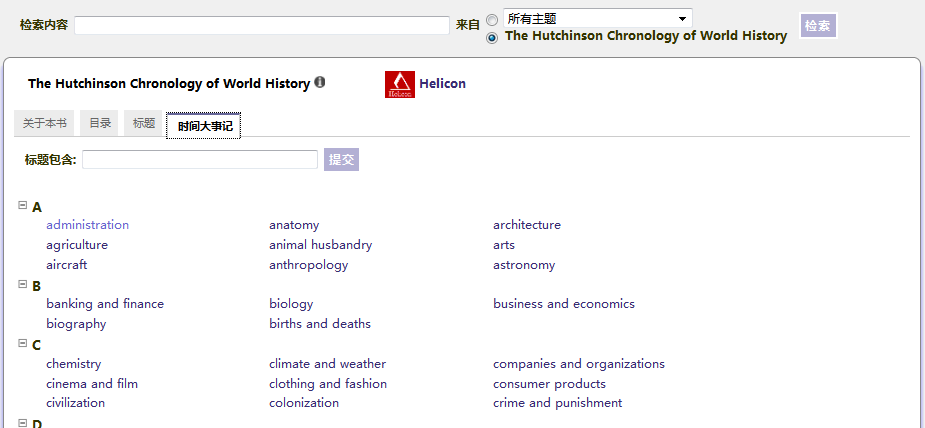 检索内容 来自 所有主题 检索
The Hutchinson Chronology of World History
The Hutchinson Chronology of World History Helicon Helicon
关于本书 目录 标题 时间大事记
标题包含: 提交
A
administration anatomy architecture
agriculture animal husbandry arts
aircraft anthropology astronomy
B
banking and finance biology business and economics
biography births and deaths
C
chemistry climate and weather companies and organizations
cinema and film clothing and fashion consumer products
civilization colonization crime and punishment
D